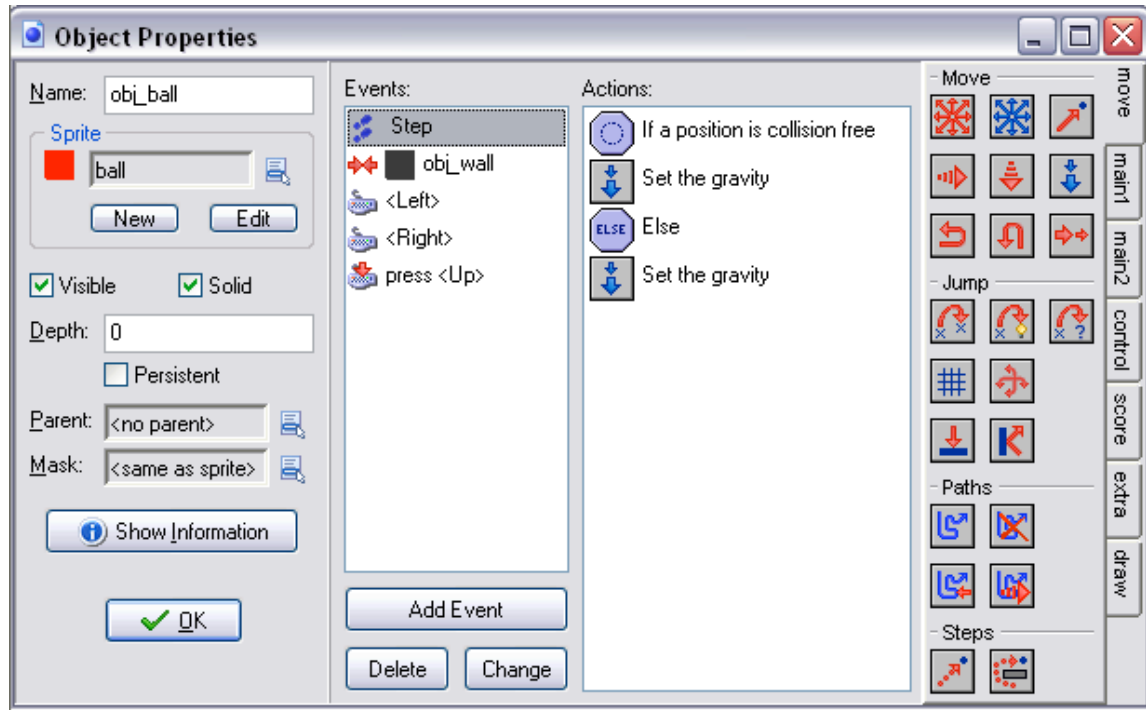 Object Properties
Name: obj_ball
Sprite
ball
New Edit
Visible Solid
Depth: 0
Persistent
Parent: <no parent>
Mask: <same as sprite>
Show Information
OK
Events:
Step
obj_wall
<Left>
<Right>
press <Up>
Add Event
Delete Change
Actions:
If a position is collision free
Set the gravity
ELSE Else
Set the gravity
Move
Jump
Paths
Steps
move
main1
main2
control
score
extra
draw